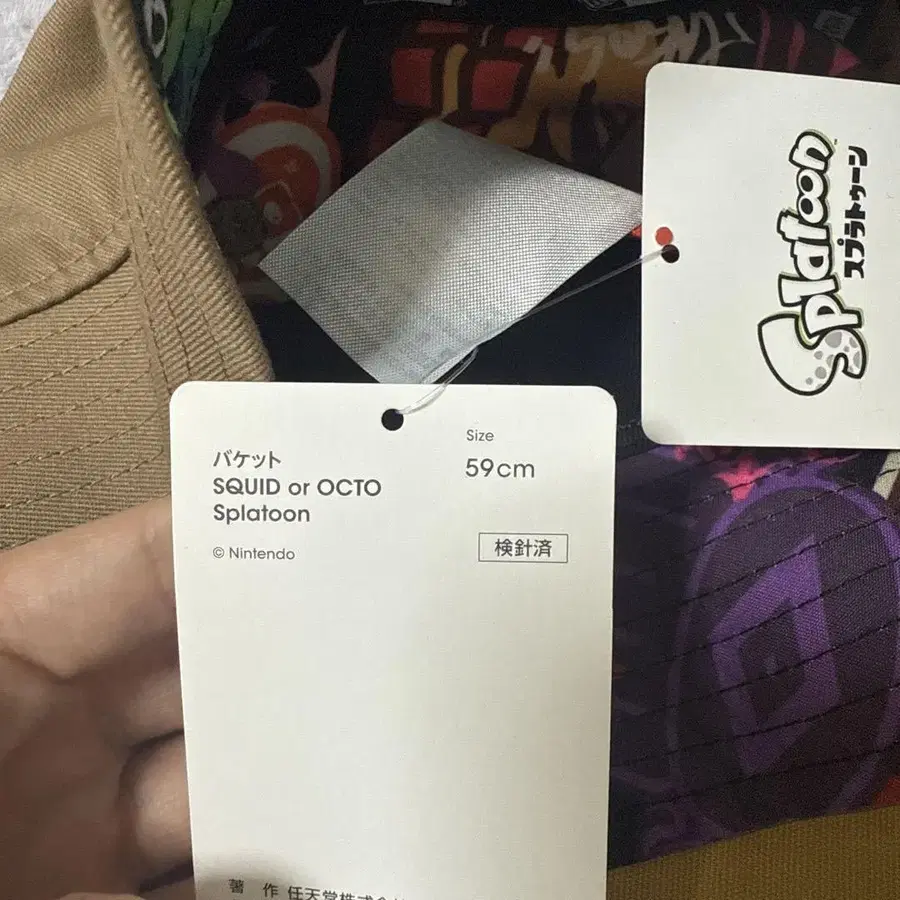 バケット
SQUID or OCTO
Splatoon
© Nintendo
Size
59cm
検針済
著 作 任天堂株式会
Splatoon
スプラトゥーン